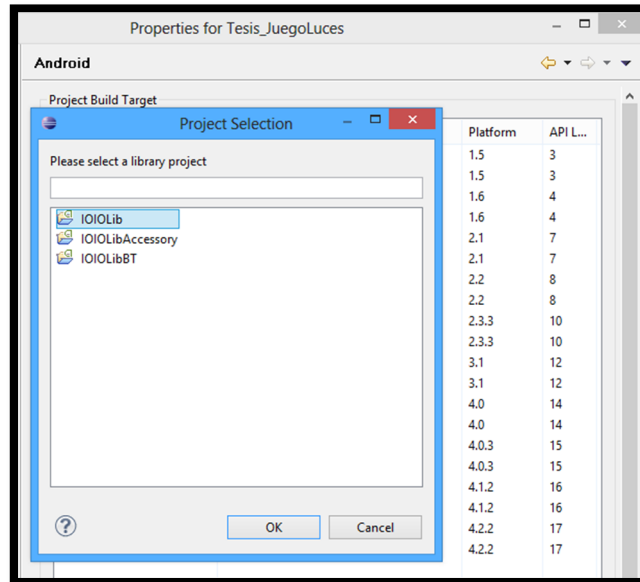 Properties for Tesis_JuegoLuces
Android
Project Build Target
Project Selection
Please select a library project
IOIOLib
IOIOLibAccessory
IOIOLibBT
OK
Cancel
Platform API L...
1.5 3
1.5 3
1.6 4
1.6 4
2.1 7
2.1 7
2.2 8
2.2 8
2.3.3 10
2.3.3 10
3.1 12
3.1 12
4.0 14
4.0 14
4.0.3 15
4.0.3 15
4.1.2 16
4.1.2 16
4.2.2 17
4.2.2 17